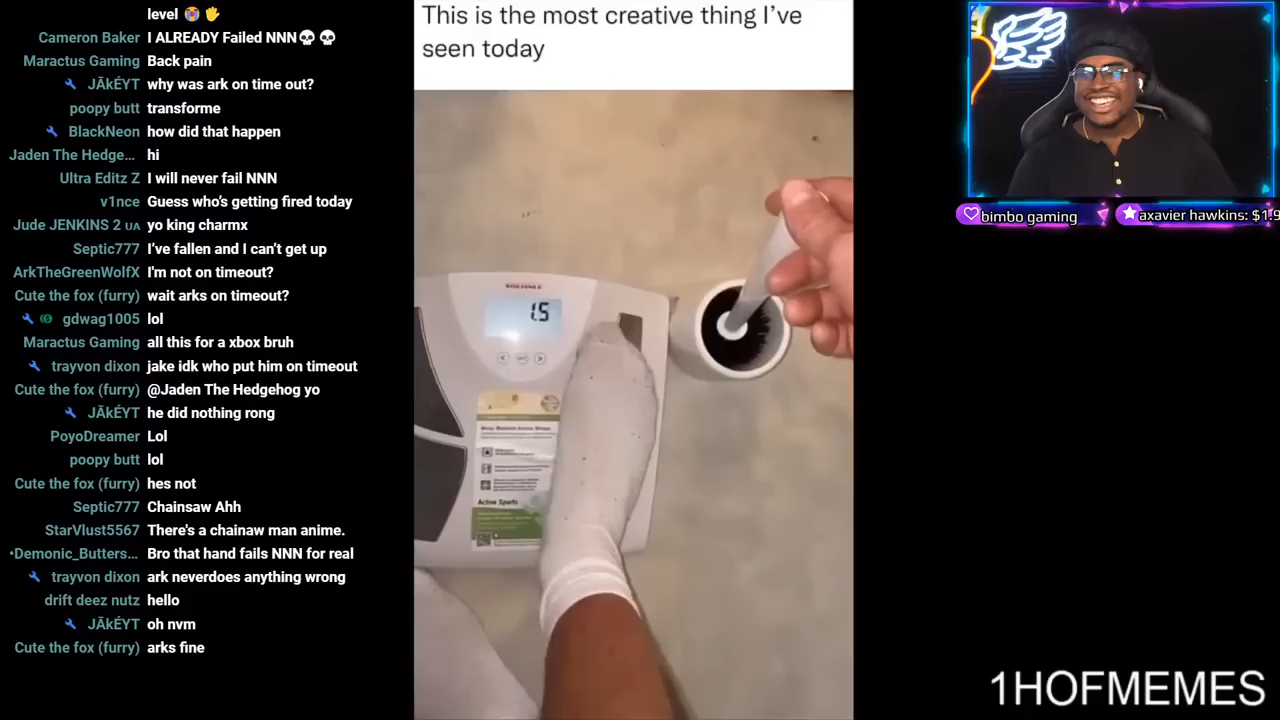 level 😭✋
Cameron Baker I ALREADY Failed NNN💀💀
Maractus Gaming Back pain
JĀkÉYT why was ark on time out?
poopy butt transforme
BlackNeon how did that happen
Jaden The Hedge... hi
Ultra Editz Z I will never fail NNN
v1nce Guess who's getting fired today
Jude JENKINS 2 UA yo king charmx
Septic777 I've fallen and I can't get up
ArkTheGreenWolfX I'm not on timeout?
Cute the fox (furry) wait arks on timeout?
gdwag1005 lol
Maractus Gaming all this for a xbox bruh
trayvon dixon jake idk who put him on timeout
Cute the fox (furry) @Jaden The Hedgehog yo
JĀkÉYT he did nothing rong
PoyoDreamer Lol
poopy butt lol
Cute the fox (furry) hes not
Septic777 Chainsaw Ahh
StarVlust5567 There's a chainaw man anime.
•Demonic_Butters... Bro that hand fails NNN for real
trayvon dixon ark neverdoes anything wrong
drift deez nutz hello
JĀkÉYT oh nvm
Cute the fox (furry) arks fine
This is the most creative thing I've
seen today
1.5
Active Sports
bimbo gaming
axavier hawkins: $1.9
1HOFMEMES